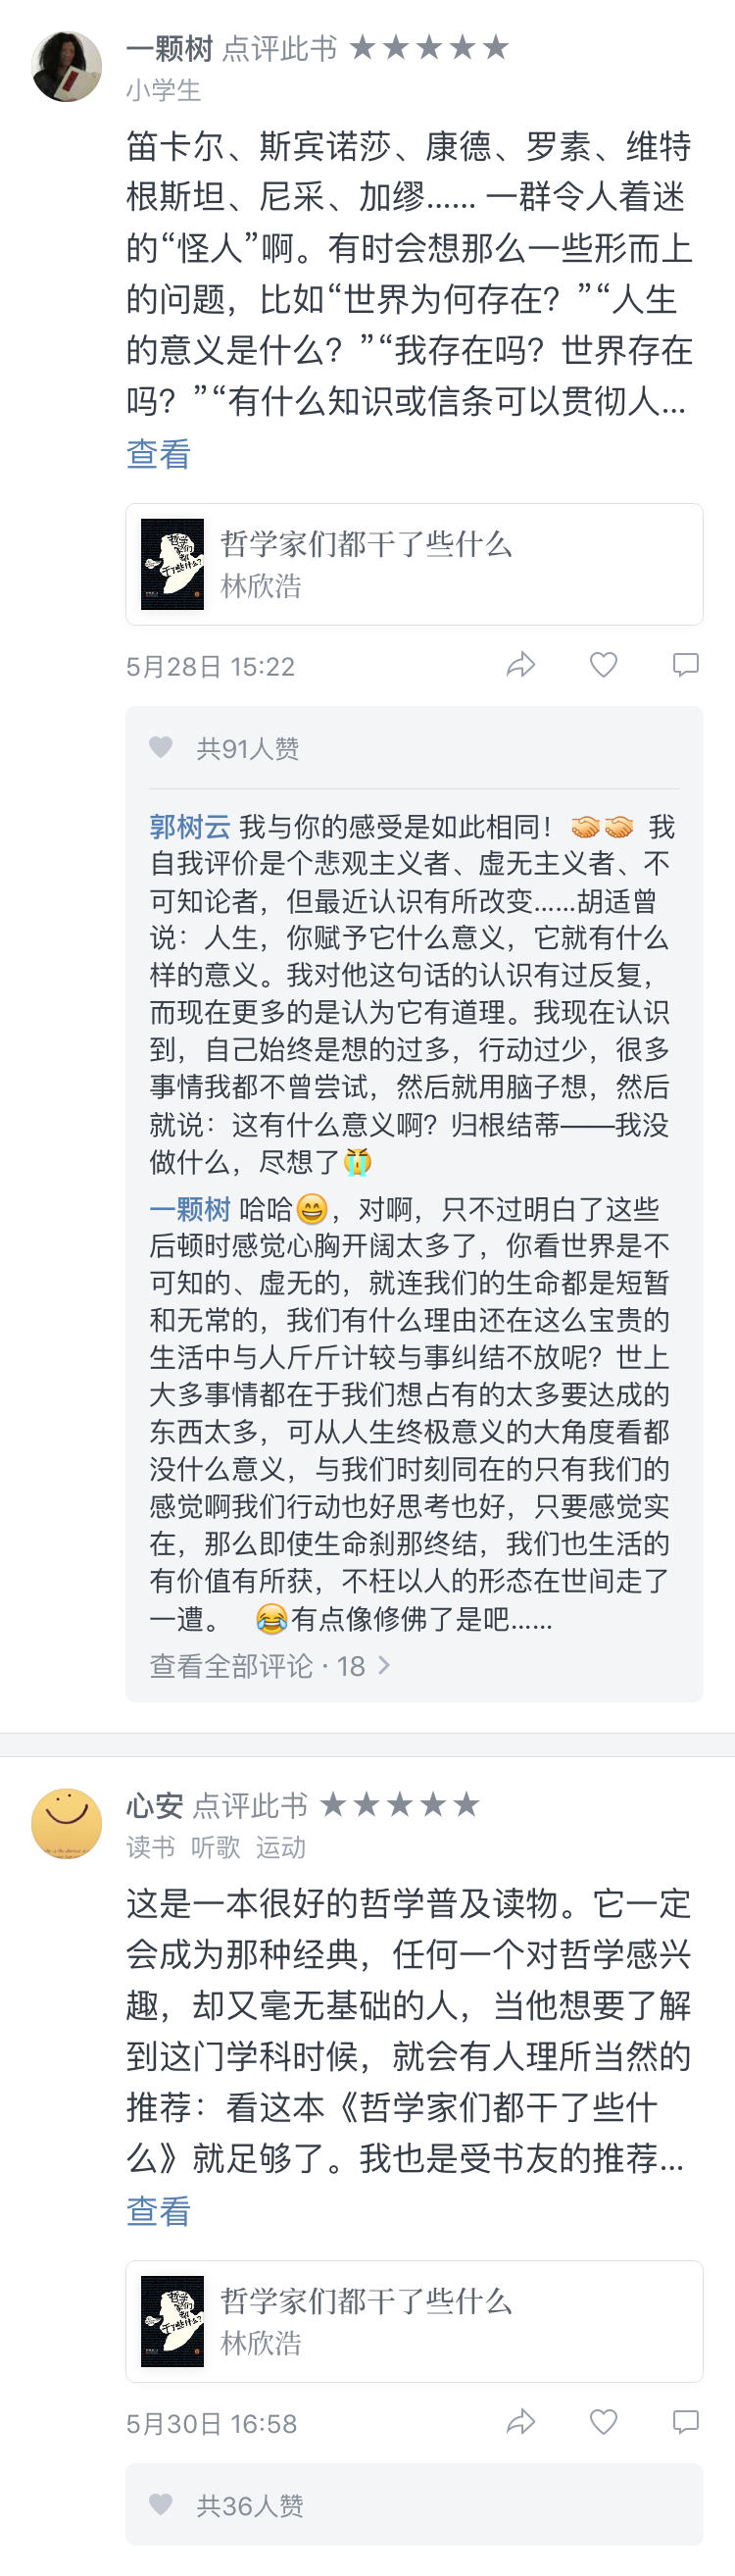 一颗树 点评此书 ★★★★★
小学生
笛卡尔、斯宾诺莎、康德、罗素、维特
根斯坦、尼采、加缪…… 一群令人着迷
的“怪人”啊。有时会想那么一些形而上
的问题，比如“世界为何存在？”“人生
的意义是什么？”“我存在吗？世界存在
吗？”“有什么知识或信条可以贯彻人...
查看
哲学家们都干了些什么?
哲学家们都干了些什么
林欣浩
5月28日 15:22
共91人赞
郭树云 我与你的感受是如此相同！🤝🤝 我
自我评价是个悲观主义者、虚无主义者、不
可知论者，但最近认识有所改变……胡适曾
说：人生，你赋予它什么意义，它就有什么
样的意义。我对他这句话的认识有过反复，
而现在更多的是认为它有道理。我现在认识
到，自己始终是想的过多，行动过少，很多
事情我都不曾尝试，然后就用脑子想，然后
就说：这有什么意义啊？归根结蒂——我没
做什么，尽想了😭
一颗树 哈哈😄，对啊，只不过明白了这些
后顿时感觉心胸开阔太多了，你看世界是不
可知的、虚无的，就连我们的生命都是短暂
和无常的，我们有什么理由还在这么宝贵的
生活中与人斤斤计较与事纠结不放呢？世上
大多事情都在于我们想占有的太多要达成的
东西太多，可从人生终极意义的大角度看都
没什么意义，与我们时刻同在的只有我们的
感觉啊我们行动也好思考也好，只要感觉实
在，那么即使生命刹那终结，我们也生活的
有价值有所获，不枉以人的形态在世间走了
一遭。 😂有点像修佛了是吧……
查看全部评论 · 18 >
心安 点评此书 ★★★★★
读书 听歌 运动
这是一本很好的哲学普及读物。它一定
会成为那种经典，任何一个对哲学感兴
趣，却又毫无基础的人，当他想要了解
到这门学科时候，就会有人理所当然的
推荐：看这本《哲学家们都干了些什
么》就足够了。我也是受书友的推荐...
查看
哲学家们都干了些什么?
哲学家们都干了些什么
林欣浩
5月30日 16:58
共36人赞